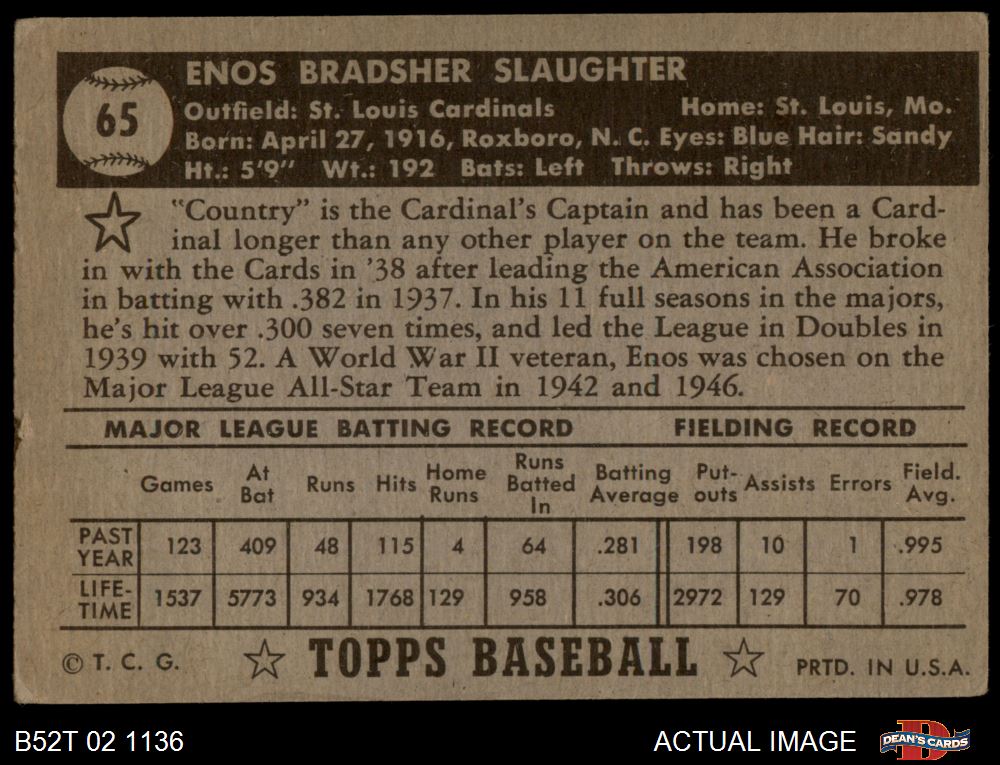 65
ENOS BRADSHER SLAUGHTER
Outfield: St. Louis Cardinals Home: St. Louis, Mo.
Born: April 27, 1916, Roxboro, N. C. Eyes: Blue Hair: Sandy
Ht.: 5'9" Wt.: 192 Bats: Left Throws: Right
"Country" is the Cardinal's Captain and has been a Card-
inal longer than any other player on the team. He broke
in with the Cards in '38 after leading the American Association
in batting with .382 in 1937. In his 11 full seasons in the majors,
he's hit over .300 seven times, and led the League in Doubles in
1939 with 52. A World War II veteran, Enos was chosen on the
Major League All-Star Team in 1942 and 1946.
MAJOR LEAGUE BATTING RECORD FIELDING RECORD
Games At Bat Runs Hits Home Runs Runs Batted In Batting Average Put-outs Assists Errors Field. Avg.
PAST YEAR 123 409 48 115 4 64 .281 198 10 1 .995
LIFE-TIME 1537 5773 934 1768 129 958 .306 2972 129 70 .978
© T. C. G. TOPPS BASEBALL PRTD. IN U.S.A.
B52T 02 1136 ACTUAL IMAGE DEAN'S CARDS